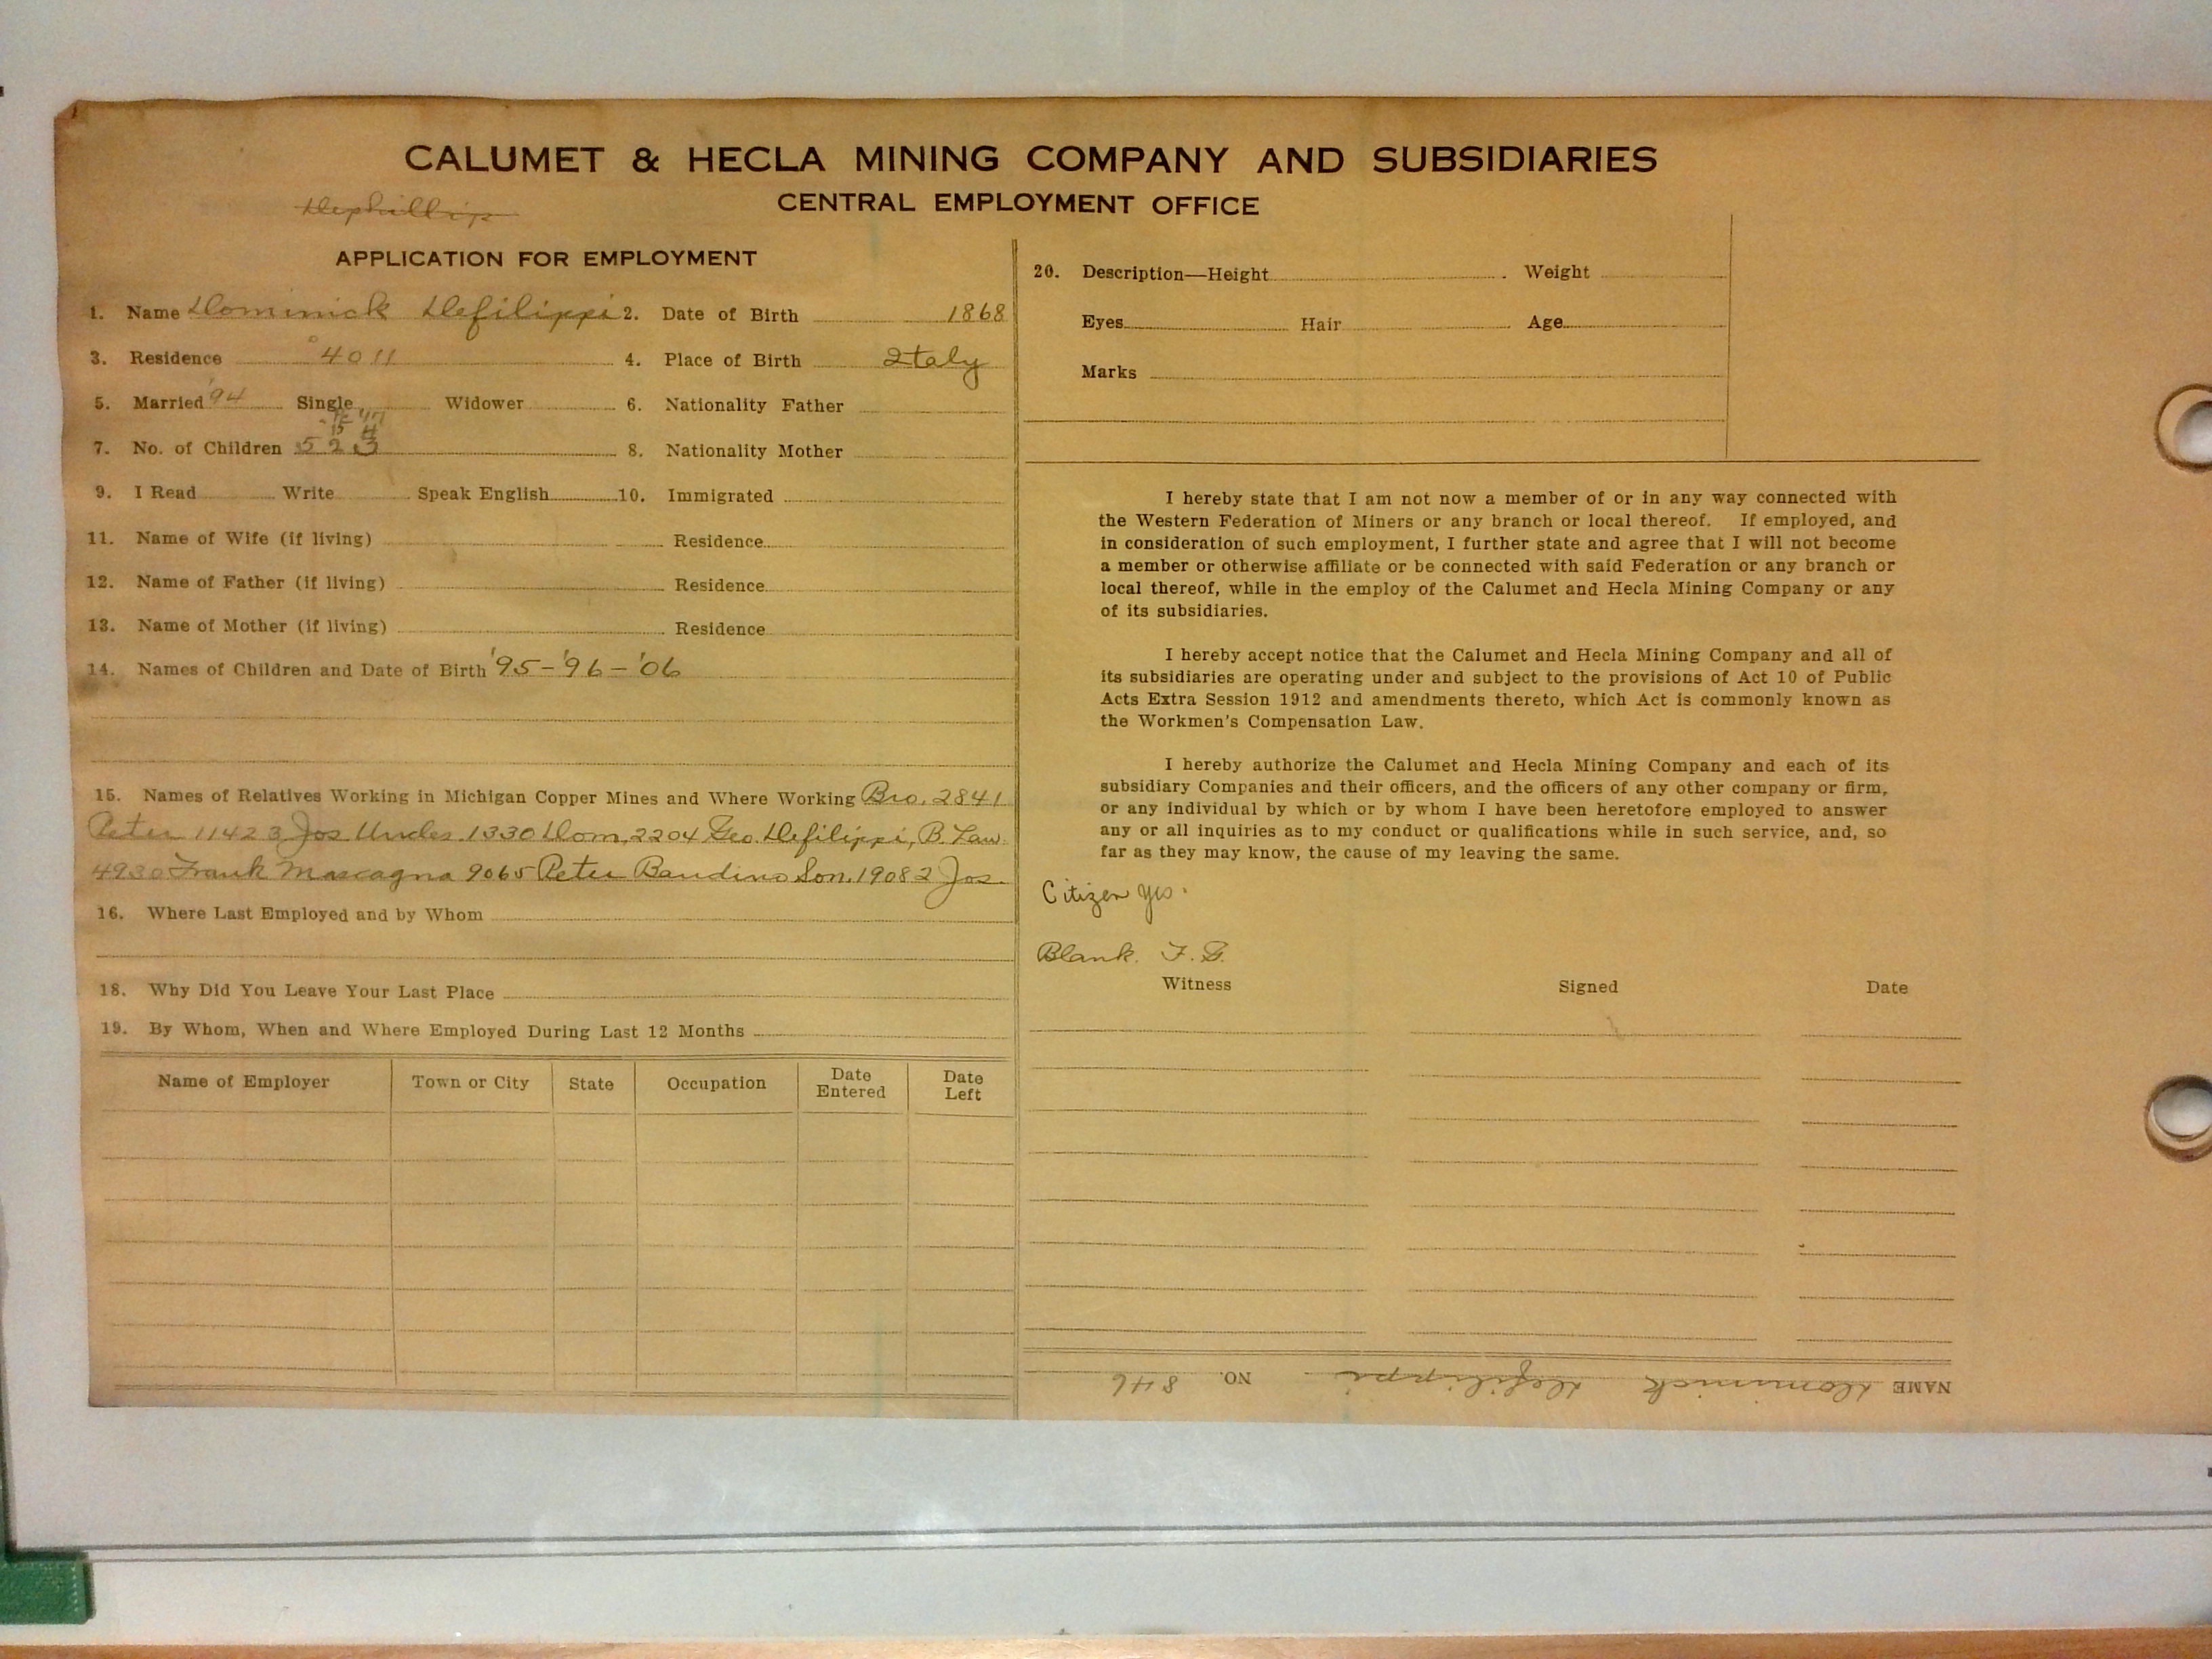 CALUMET & HECLA MINING COMPANY AND SUBSIDIARIES
CENTRAL EMPLOYMENT OFFICE
Dephillip
APPLICATION FOR EMPLOYMENT
1. Name Dominick Defilippi 2. Date of Birth 1868
3. Residence 4011 4. Place of Birth Italy
5. Married '94 Single Widower 6. Nationality Father
7. No. of Children 5 2 3 8. Nationality Mother
9. I Read Write Speak English 10. Immigrated
11. Name of Wife (if living) Residence
12. Name of Father (if living) Residence
13. Name of Mother (if living) Residence
14. Names of Children and Date of Birth '95-'96-'06
15. Names of Relatives Working in Michigan Copper Mines and Where Working Bro. 2841
Peter 11423 Jos Uncles. 1330 Dom. 2204 Geo. Defilippi, B. Law
4930 Frank Mascagna 9065 Peter Bandino Son. 19082 Jos.
16. Where Last Employed and by Whom
18. Why Did You Leave Your Last Place
19. By Whom, When and Where Employed During Last 12 Months
Name of Employer Town or City State Occupation Date Entered Date Left
20. Description—Height Weight
Eyes Hair Age
Marks
I hereby state that I am not now a member of or in any way connected with
the Western Federation of Miners or any branch or local thereof. If employed, and
in consideration of such employment, I further state and agree that I will not become
a member or otherwise affiliate or be connected with said Federation or any branch or
local thereof, while in the employ of the Calumet and Hecla Mining Company or any
of its subsidiaries.
I hereby accept notice that the Calumet and Hecla Mining Company and all of
its subsidiaries are operating under and subject to the provisions of Act 10 of Public
Acts Extra Session 1912 and amendments thereto, which Act is commonly known as
the Workmen's Compensation Law.
I hereby authorize the Calumet and Hecla Mining Company and each of its
subsidiary Companies and their officers, and the officers of any other company or firm,
or any individual by which or by whom I have been heretofore employed to answer
any or all inquiries as to my conduct or qualifications while in such service, and, so
far as they may know, the cause of my leaving the same.
Citizen yes.
Blank. F. G.
Witness Signed Date
NAME Dominick Defilippi NO. 846